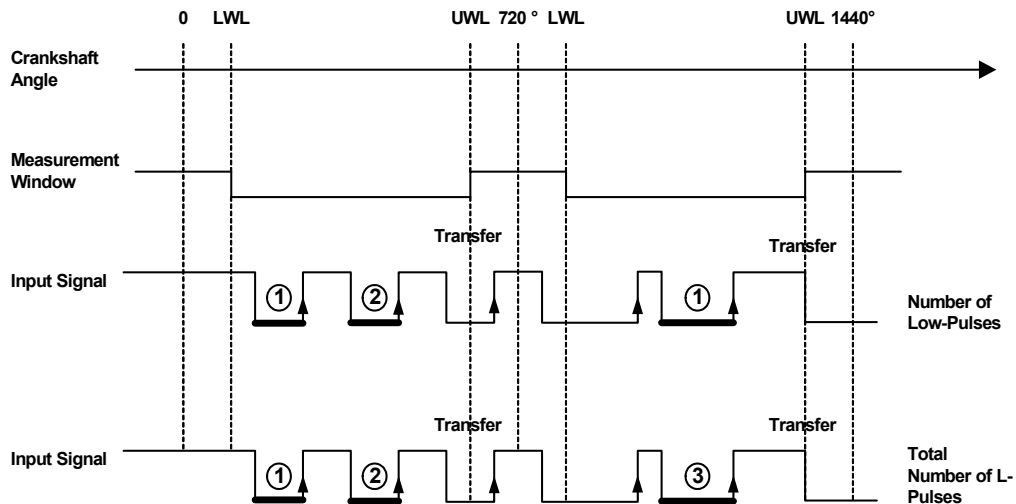 0 LWL UWL 720 ° LWL UWL 1440°
Crankshaft
Angle
Measurement
Window
Transfer Transfer
Input Signal
1 2 1
Number of
Low-Pulses
Transfer Transfer
Input Signal
1 2 3
Total
Number of L-
Pulses